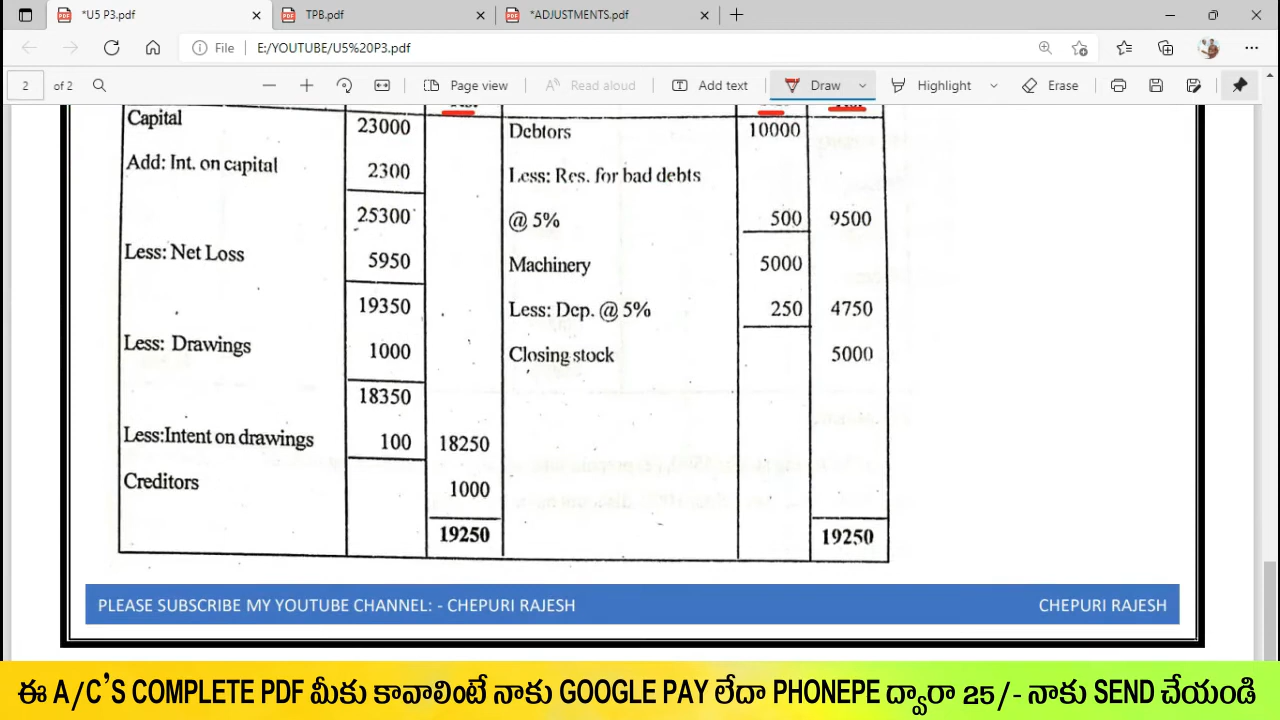 *U5 P3.pdf
TPB.pdf
*ADJUSTMENTS.pdf
File E:/YOUTUBE/U5%20P3.pdf
2 of 2 Page view Read aloud Add text Draw Highlight Erase
Capital 23000 Debtors 10000
Add: Int. on capital 2300 Less: Res. for bad debts
25300 @ 5% 500 9500
Less: Net Loss 5950 Machinery 5000
19350 Less: Dep. @ 5% 250 4750
Less: Drawings 1000 Closing stock 5000
18350
Less:Intent on drawings 100 18250
Creditors 1000
19250 19250
PLEASE SUBSCRIBE MY YOUTUBE CHANNEL: - CHEPURI RAJESH CHEPURI RAJESH
ఈ A/C'S COMPLETE PDF మీకు కావాలింటే నాకు GOOGLE PAY లేదా PHONEPE ద్వారా 25/- నాకు SEND చేయండి